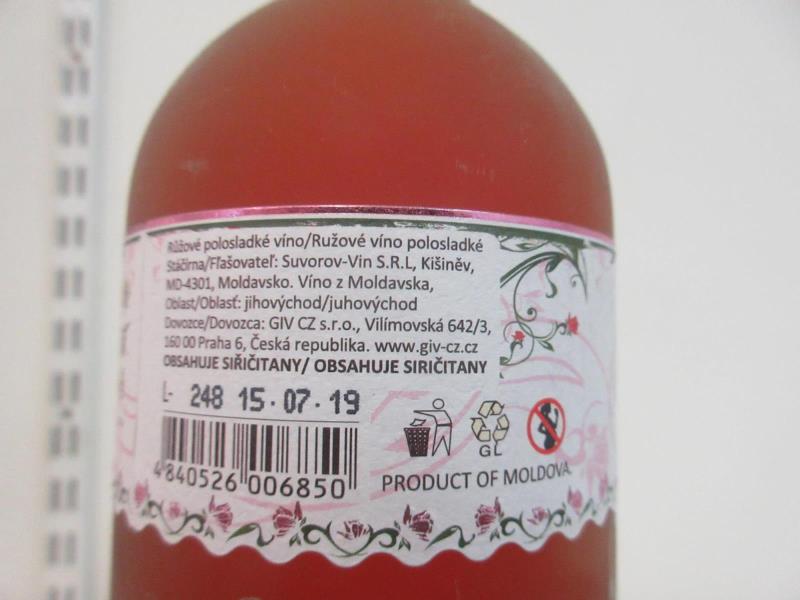 Růžové polosladké víno/Ružové víno polosladké
Stáčírna/Fľašovateľ: Suvorov-Vin S.R.L, Kišiněv,
MD-4301, Moldavsko. Víno z Moldavska,
Oblast/Oblasť: jihovýchod/juhovýchod
Dovozce/Dovozca: GIV CZ s.r.o., Vilímovská 642/3,
160 00 Praha 6, Česká republika. www.giv-cz.cz
OBSAHUJE SIŘIČITANY/ OBSAHUJE SIRIČITANY
L- 248 15.07.19
4840526006850
GL
PRODUCT OF MOLDOVA